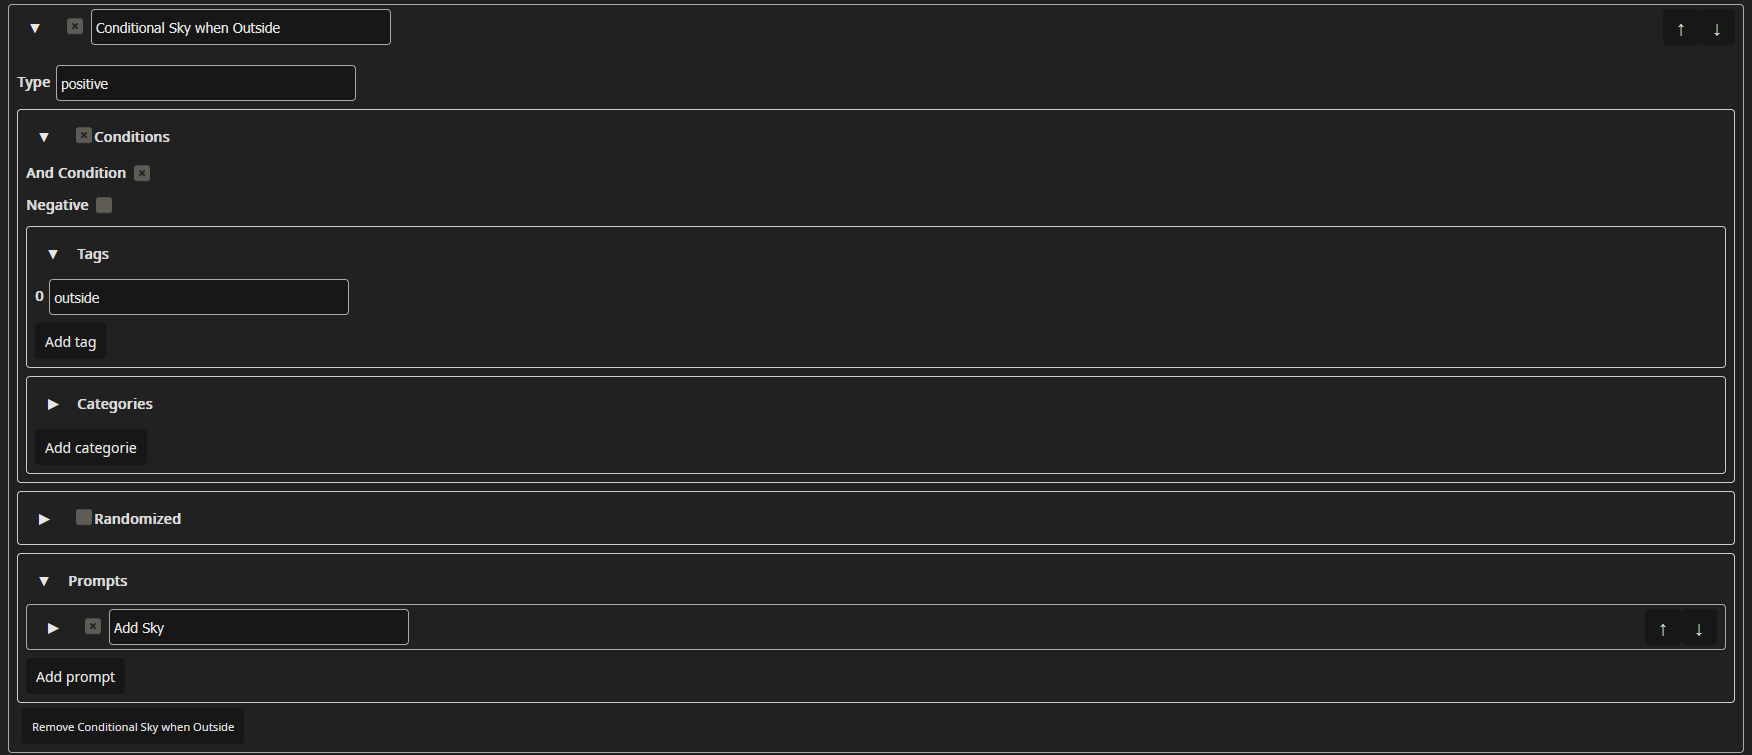 Conditional Sky when Outside
↑ ↓
Type positive
Conditions
And Condition
Negative
Tags
0 outside
Add tag
Categories
Add categorie
Randomized
Prompts
Add Sky
↑ ↓
Add prompt
Remove Conditional Sky when Outside